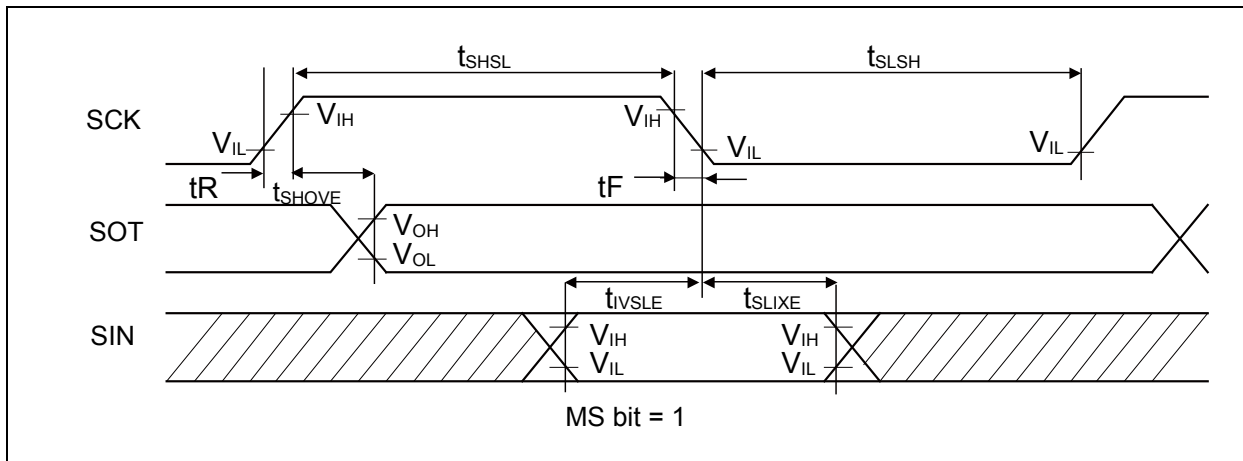 tSHSL
tSLSH
SCK
VIH
VIH
VIL
VIL
VIL
tR
tSHOVE
tF
SOT
VOH
VOL
tIVSLE
tSLIXE
SIN
VIH
VIH
VIL
VIL
MS bit = 1